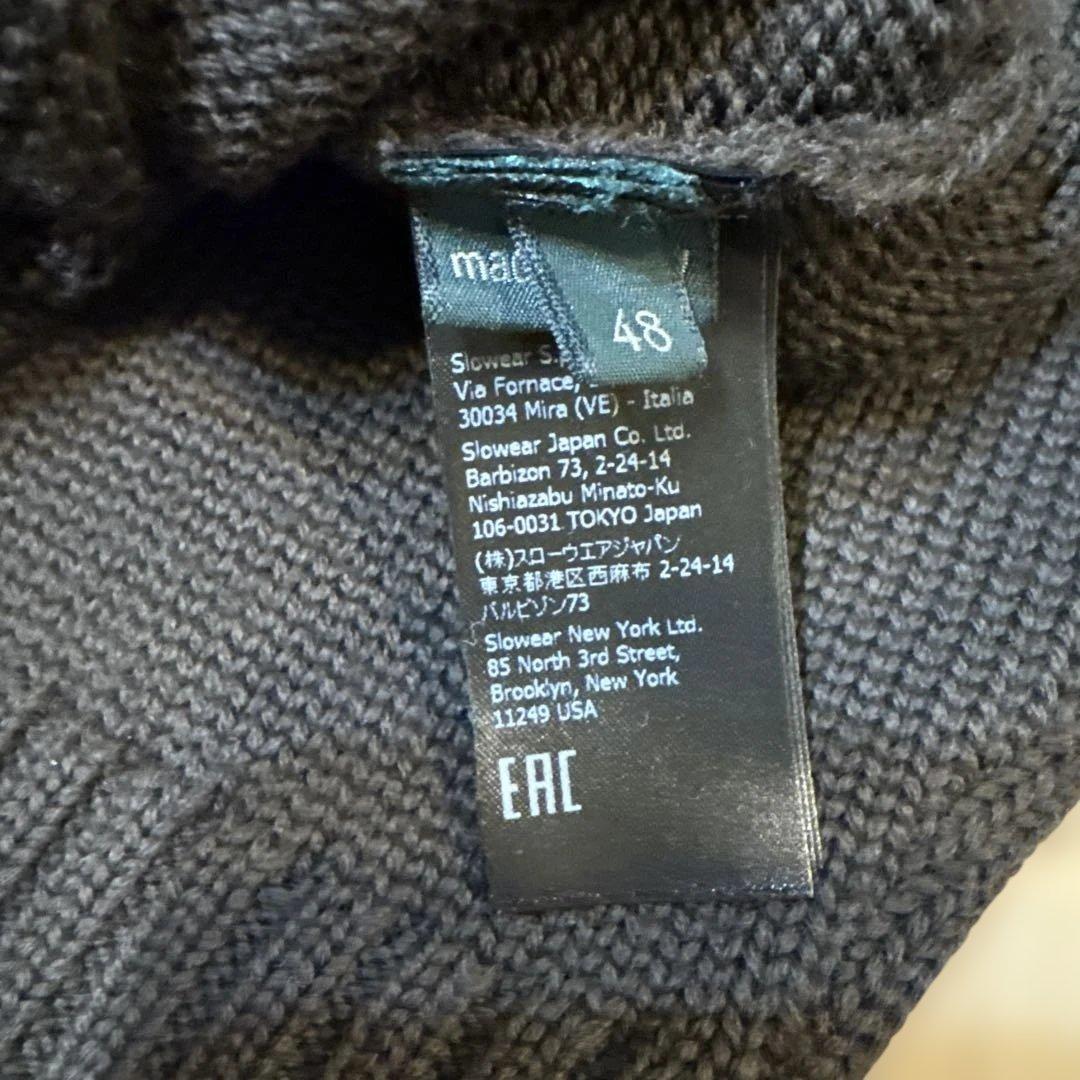 48
Slowear
Via Fornace,
30034 Mira (VE) - Italia
Slowear Japan Co. Ltd.
Barbizon 73, 2-24-14
Nishiazabu Minato-Ku
106-0031 TOKYO Japan
(株)スローウエアジャパン
東京都港区西麻布 2-24-14
バルビゾン73
Slowear New York Ltd.
85 North 3rd Street,
Brooklyn, New York
11249 USA
EAC